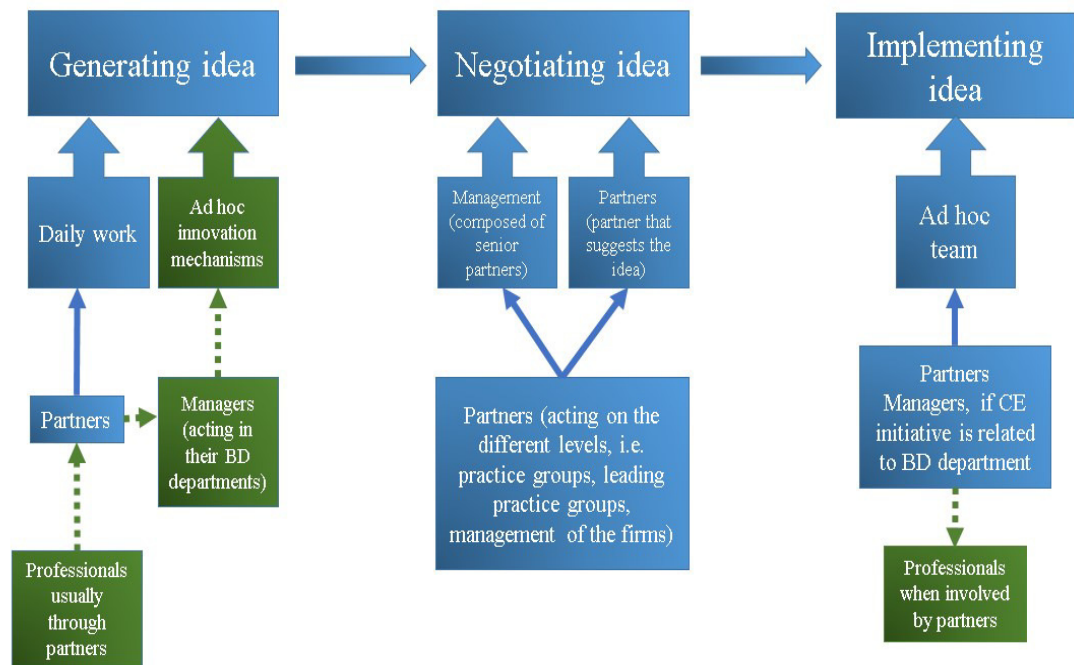 Generating idea
Negotiating idea
Implementing
idea
Daily work
Ad hoc
innovation
mechanisms
Management
(composed of
senior
partners)
Partners
(partner that
suggests the
idea)
Ad hoc
team
Partners
Managers
(acting in
their BD
departments)
Partners (acting on the
different levels, i.e.
practice groups, leading
practice groups,
management of the firms)
Partners
Managers, if CE
initiative is related
to BD department
Professionals
usually
through
partners
Professionals
when involved
by partners